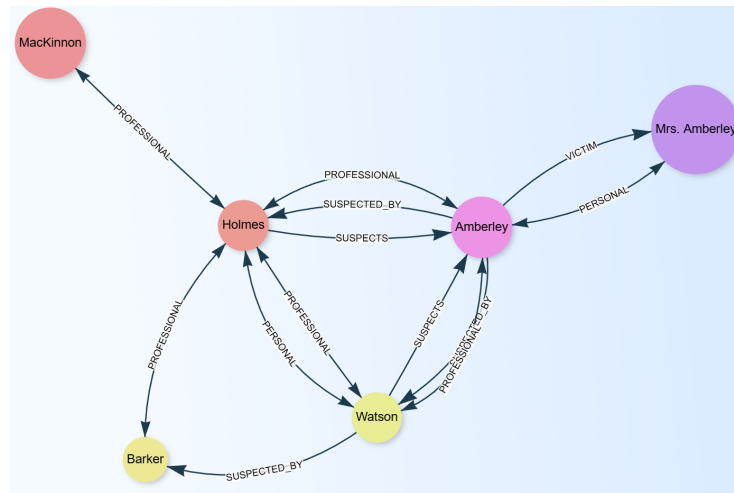 MacKinnon
Mrs. Amberley
PROFESSIONAL
VICTIM
PROFESSIONAL
SUSPECTED_BY
PERSONAL
Holmes
Amberley
SUSPECTS
PROFESSIONAL
PERSONAL
PROFESSIONAL
SUSPECTS
SUSPECTED_BY
PROFESSIONAL
Watson
Barker
SUSPECTED_BY